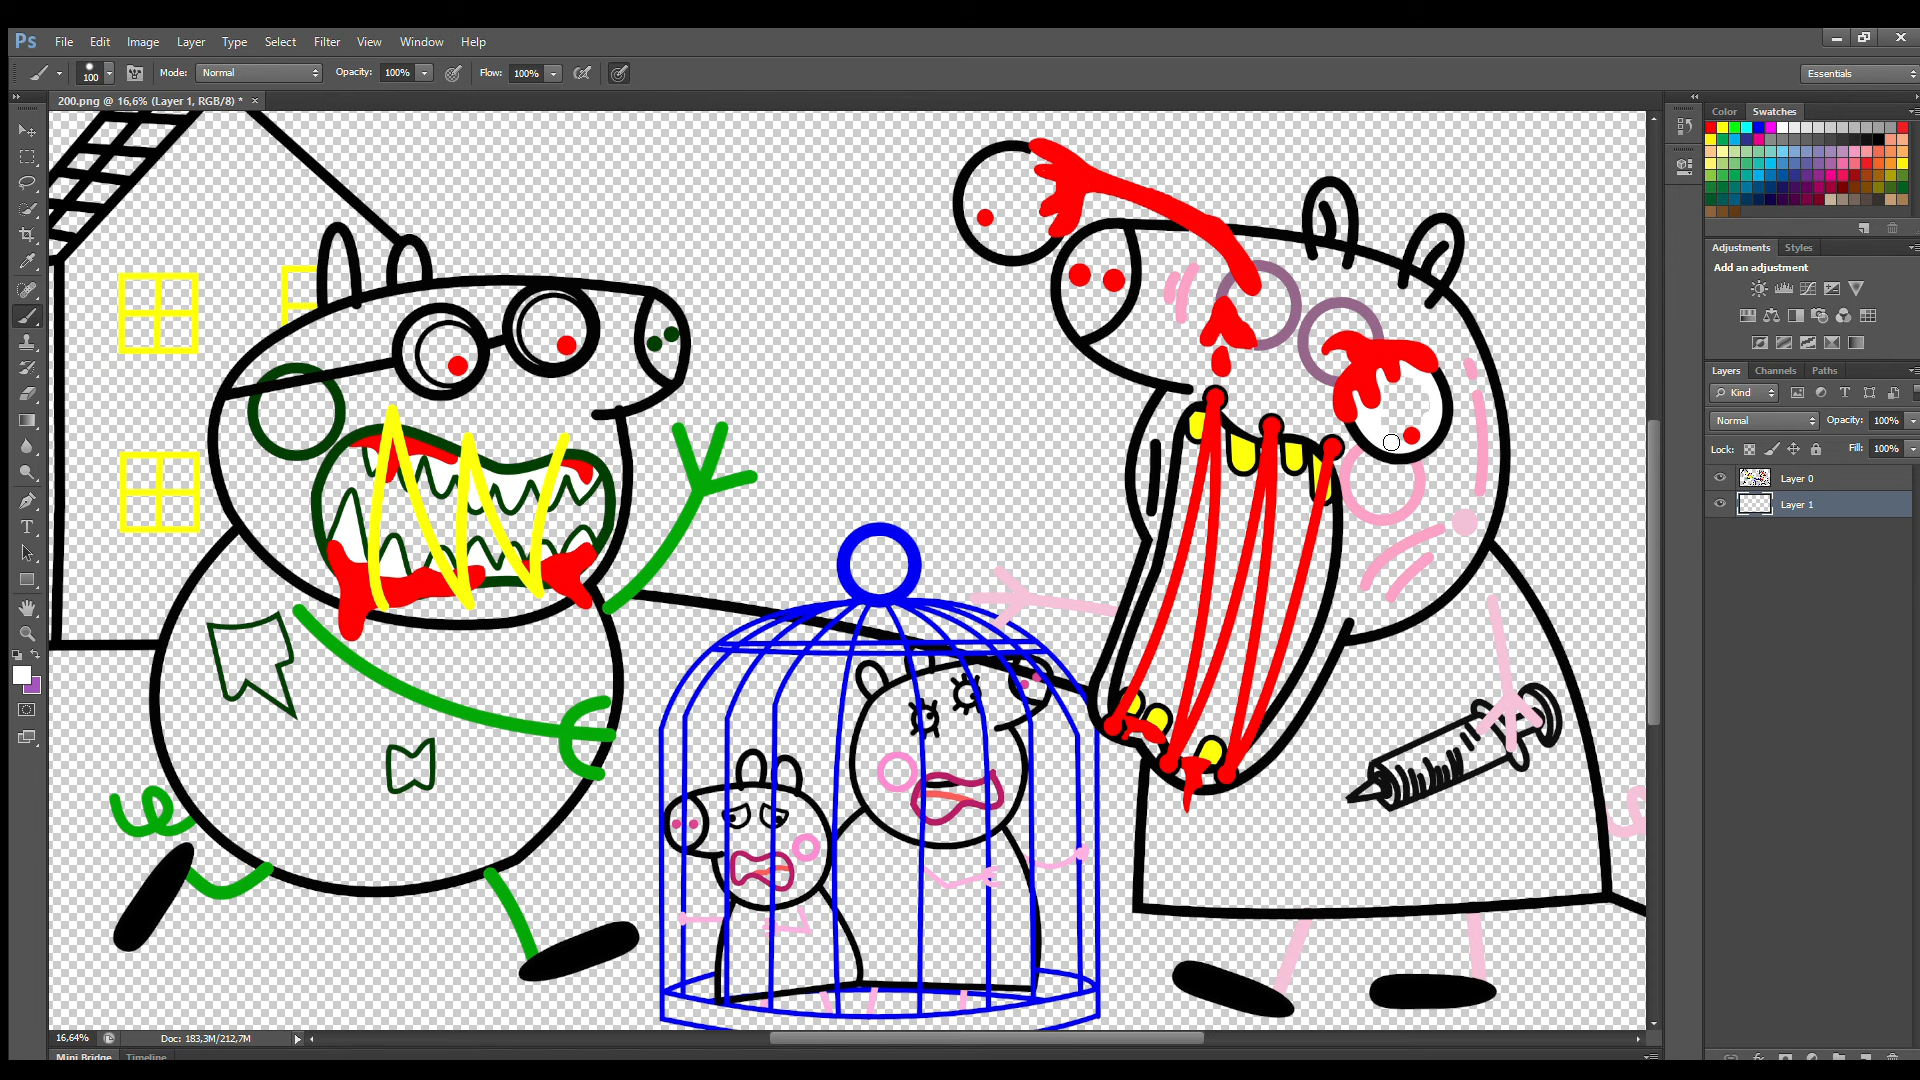 Ps File Edit Image Layer Type Select Filter View Window Help
100 Mode: Normal Opacity: 100% Flow: 100% Essentials
200.png @ 16,6% (Layer 1, RGB/8) * ×
Color Swatches
Adjustments Styles
Add an adjustment
Layers Channels Paths
Kind
Normal Opacity: 100%
Lock: Fill: 100%
Layer 0
Layer 1
16,64% Doc: 183,3M/212,7M
Mini Bridge Timeline